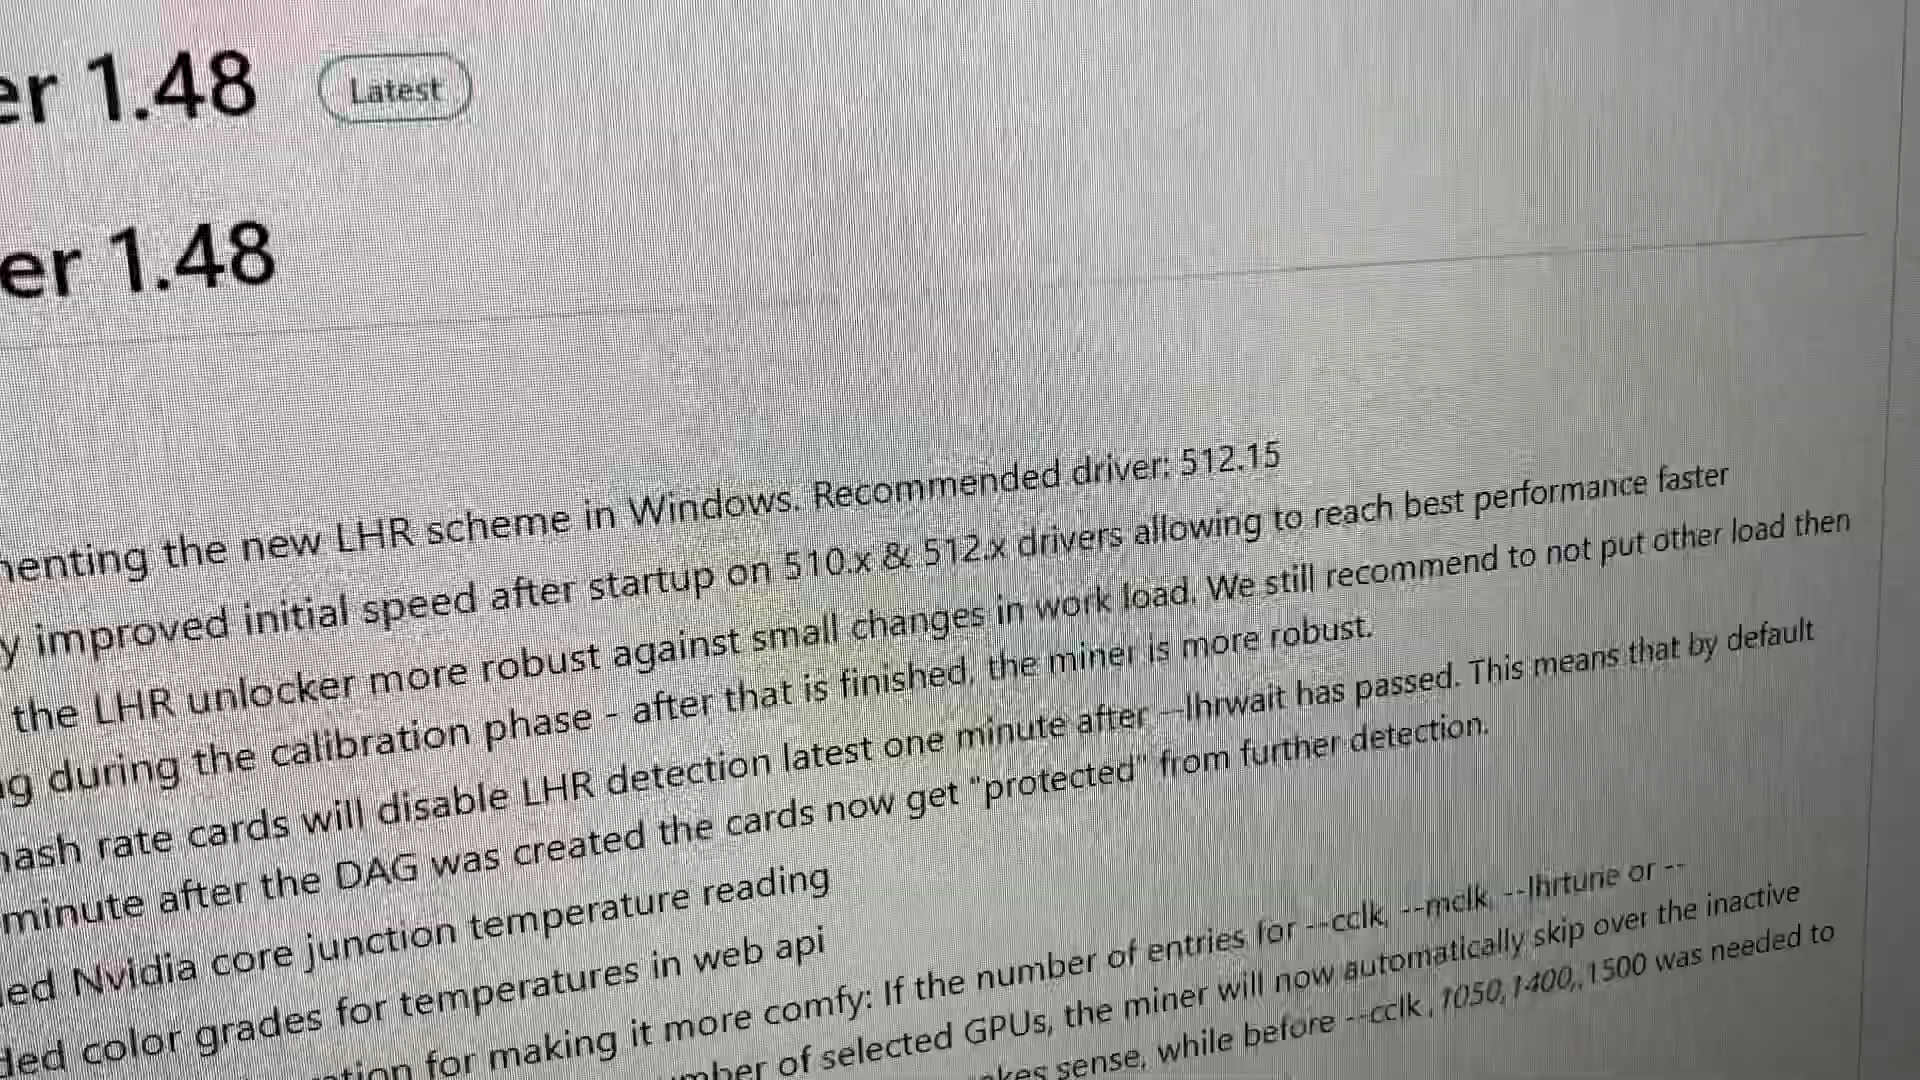 er 1.48 Latest
er 1.48
enting the new LHR scheme in Windows. Recommended driver: 512.15
y improved initial speed after startup on 510.x & 512.x drivers allowing to reach best performance faster
the LHR unlocker more robust against small changes in work load. We still recommend to not put other load then
g during the calibration phase - after that is finished, the miner is more robust.
ash rate cards will disable LHR detection latest one minute after --lhrwait has passed. This means that by default
minute after the DAG was created the cards now get "protected" from further detection.
ed Nvidia core junction temperature reading
ded color grades for temperatures in web api
tion for making it more comfy: If the number of entries for --cclk, --mclk, --lhrtune or --
mber of selected GPUs, the miner will now automatically skip over the inactive
kes sense, while before --cclk , 1050, 1400,, 1500 was needed to